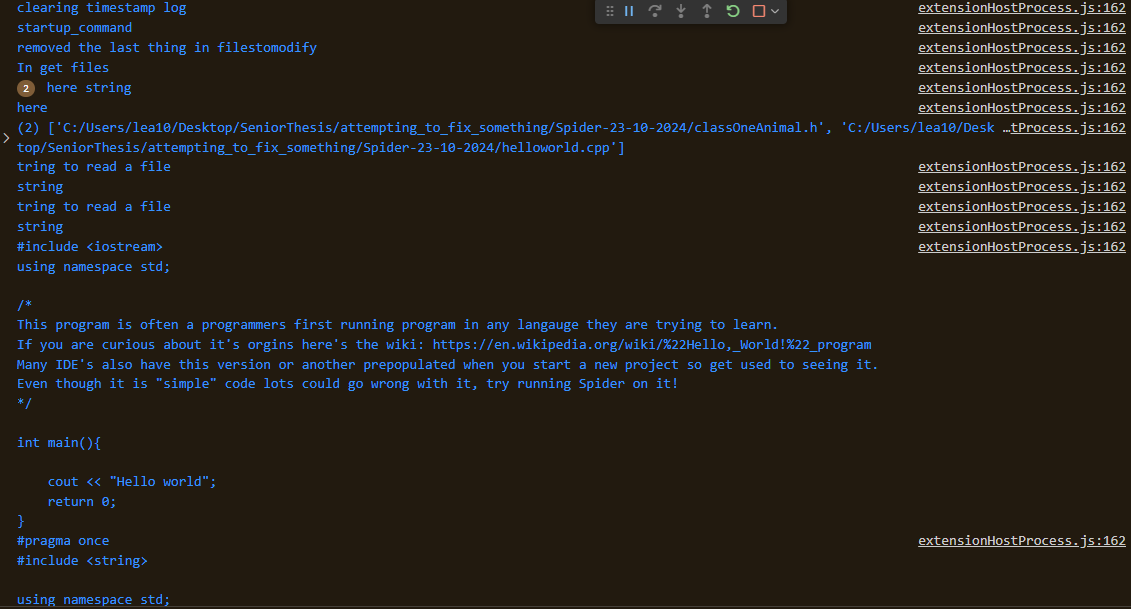 clearing timestamp log extensionHostProcess.js:162
startup_command extensionHostProcess.js:162
removed the last thing in filestomodify extensionHostProcess.js:162
In get files extensionHostProcess.js:162
2 here string extensionHostProcess.js:162
here extensionHostProcess.js:162
(2) ['C:/Users/lea10/Desktop/SeniorThesis/attempting_to_fix_something/Spider-23-10-2024/classOneAnimal.h', 'C:/Users/lea10/Desk …tProcess.js:162
top/SeniorThesis/attempting_to_fix_something/Spider-23-10-2024/helloworld.cpp']
tring to read a file extensionHostProcess.js:162
string extensionHostProcess.js:162
tring to read a file extensionHostProcess.js:162
string extensionHostProcess.js:162
#include <iostream> extensionHostProcess.js:162
using namespace std;
/*
This program is often a programmers first running program in any langauge they are trying to learn.
If you are curious about it's orgins here's the wiki: https://en.wikipedia.org/wiki/%22Hello,_World!%22_program
Many IDE's also have this version or another prepopulated when you start a new project so get used to seeing it.
Even though it is "simple" code lots could go wrong with it, try running Spider on it!
*/
int main(){
cout << "Hello world";
return 0;
}
#pragma once extensionHostProcess.js:162
#include <string>
using namespace std;